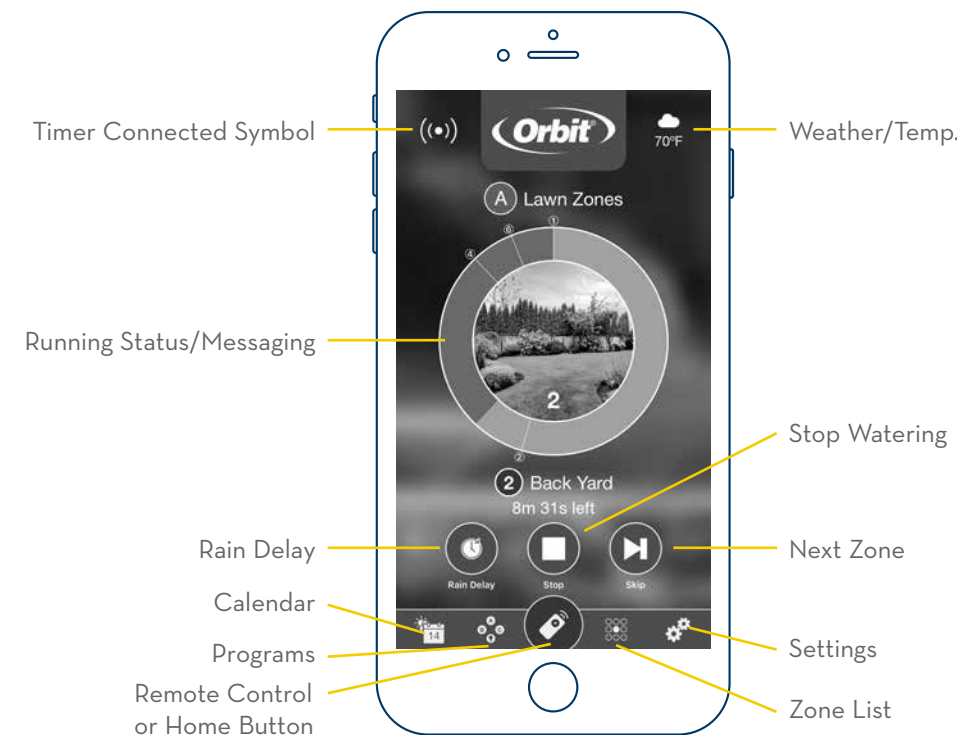 Timer Connected Symbol
Orbit®
70°F
Weather/Temp.
A Lawn Zones
1
6
4
Running Status/Messaging
2
2
Stop Watering
2 Back Yard
8m 31s left
Rain Delay
Next Zone
Rain Delay
Stop
Skip
Calendar
14
Programs
Settings
Remote Control
or Home Button
Zone List